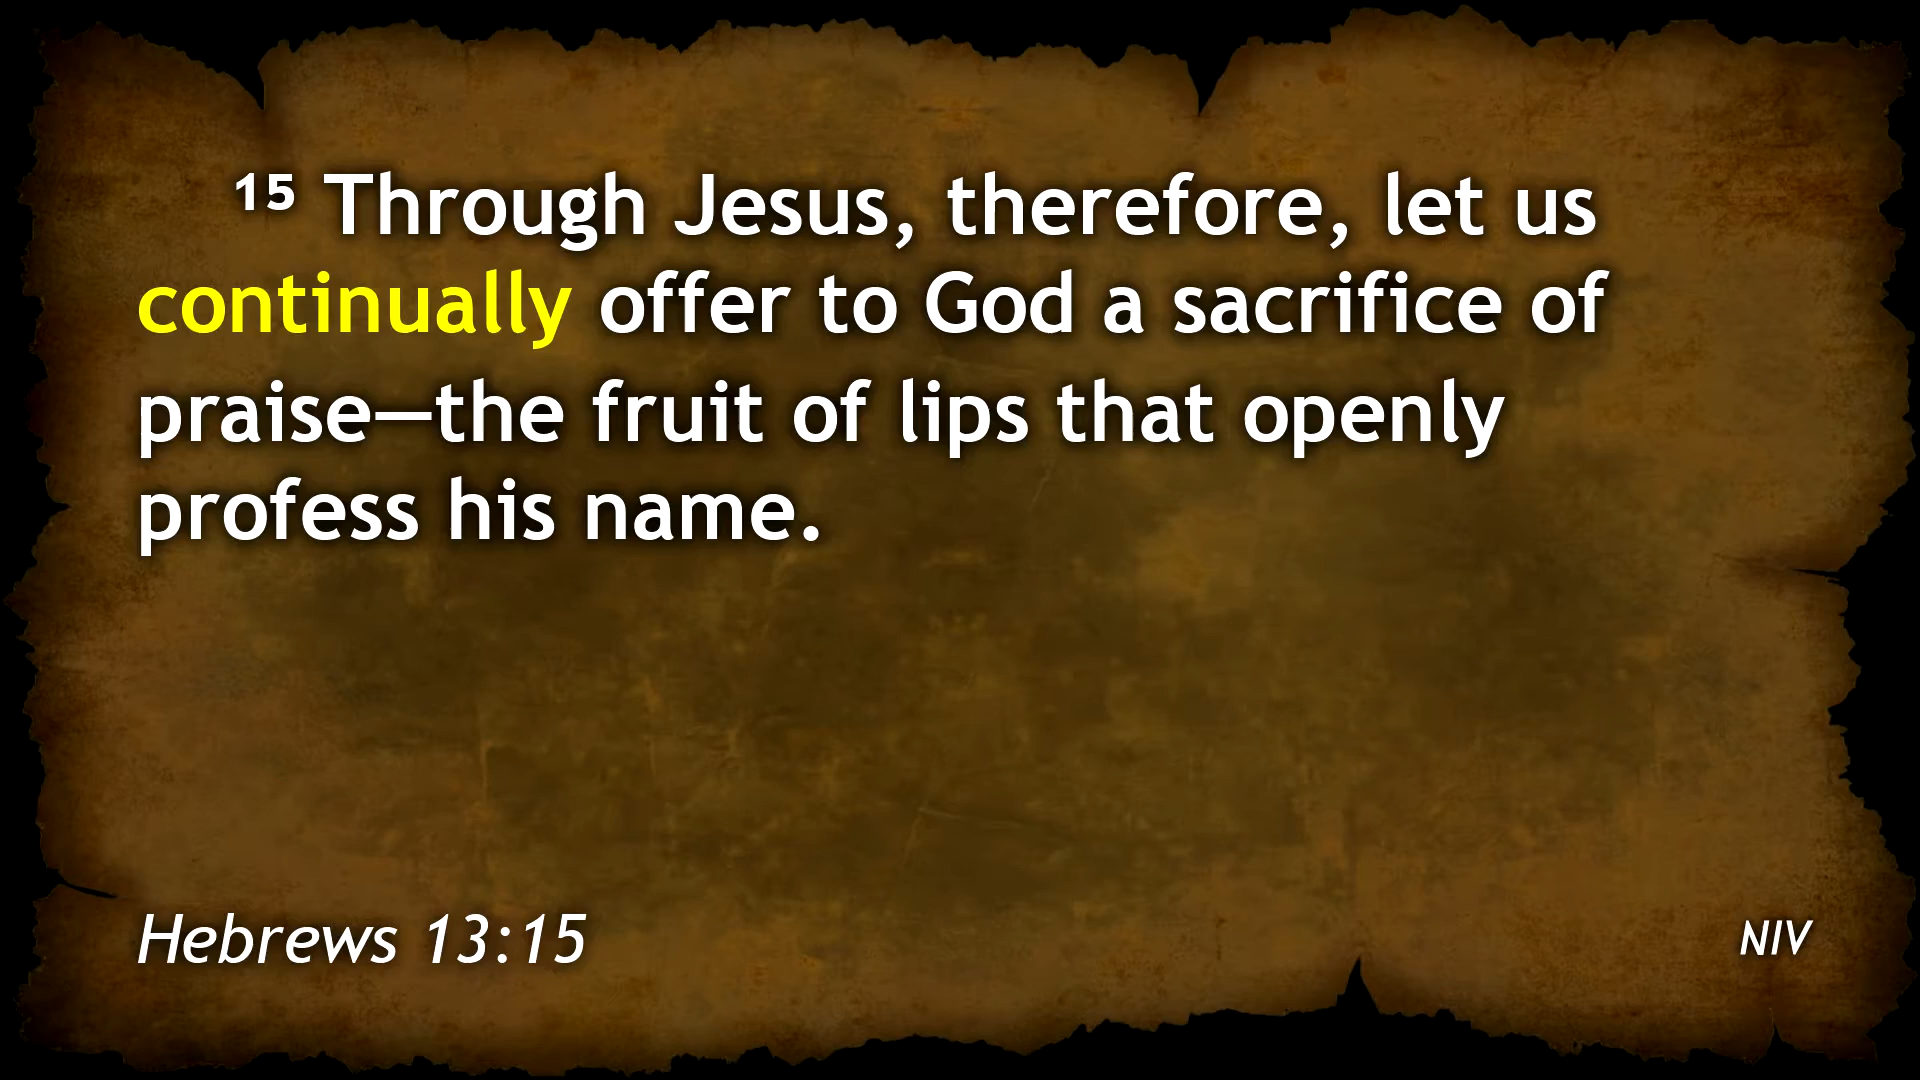 ¹⁵ Through Jesus, therefore, let us
continually offer to God a sacrifice of
praise—the fruit of lips that openly
profess his name.
Hebrews 13:15
NIV